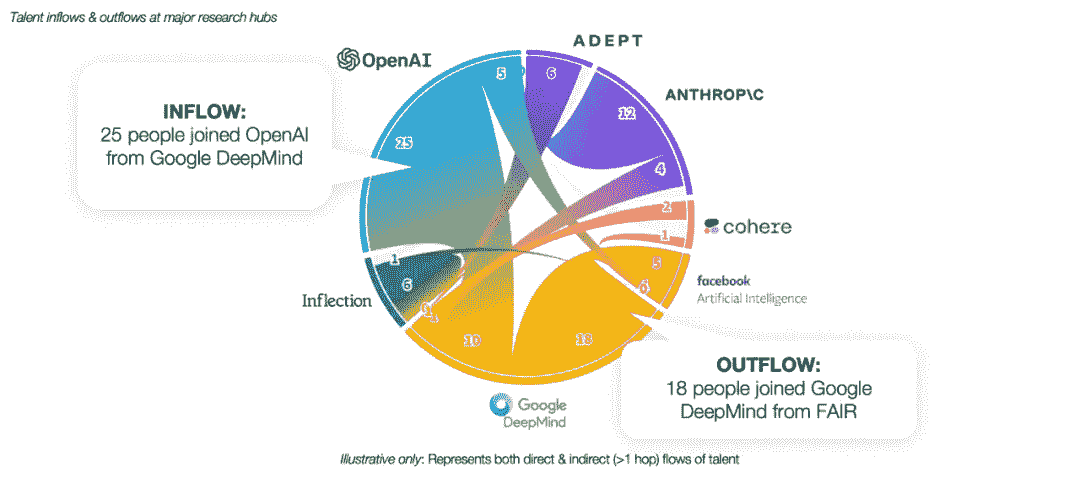 Talent inflows & outflows at major research hubs
OpenAI
ADEPT
ANTHROP\C
5
6
12
25
INFLOW:
25 people joined OpenAI
from Google DeepMind
4
2
cohere
1
1
5
facebook
Artificial Intelligence
6
Inflection
10
18
OUTFLOW:
18 people joined Google
DeepMind from FAIR
Google
DeepMind
Illustrative only: Represents both direct & indirect (>1 hop) flows of talent